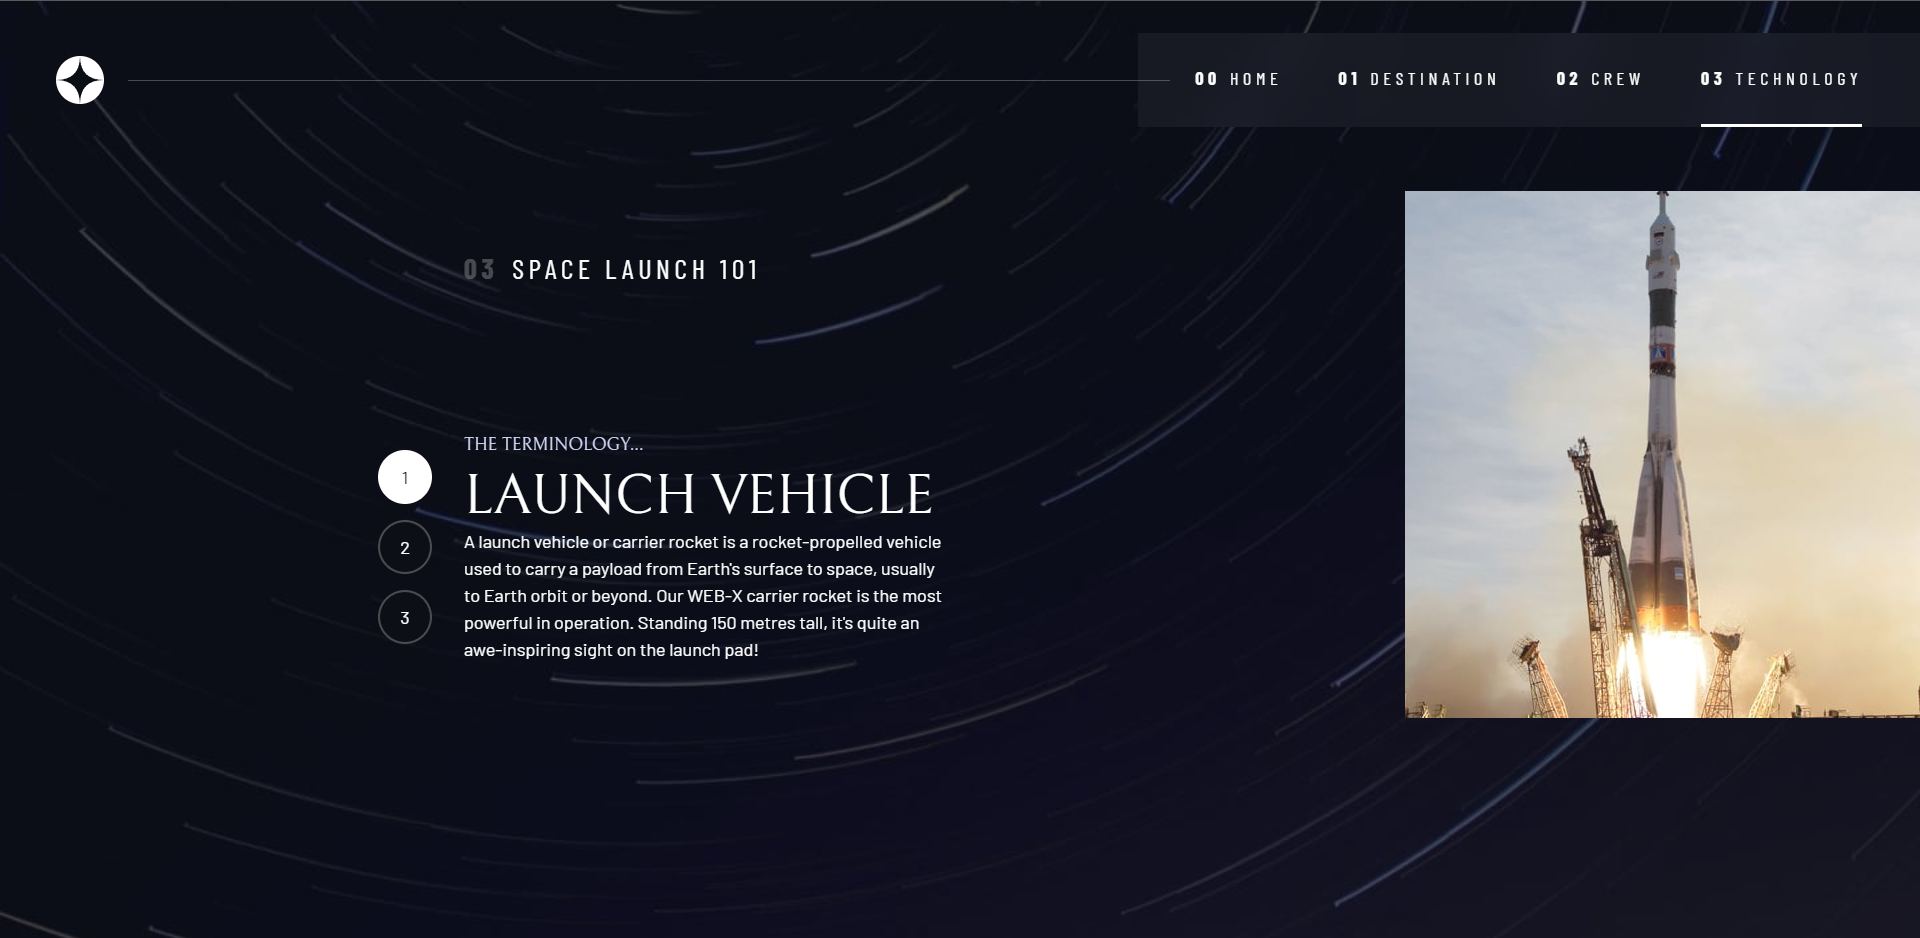 00 HOME 01 DESTINATION 02 CREW 03 TECHNOLOGY
03 SPACE LAUNCH 101
THE TERMINOLOGY...
1
LAUNCH VEHICLE
2
3
A launch vehicle or carrier rocket is a rocket-propelled vehicle
used to carry a payload from Earth's surface to space, usually
to Earth orbit or beyond. Our WEB-X carrier rocket is the most
powerful in operation. Standing 150 metres tall, it's quite an
awe-inspiring sight on the launch pad!